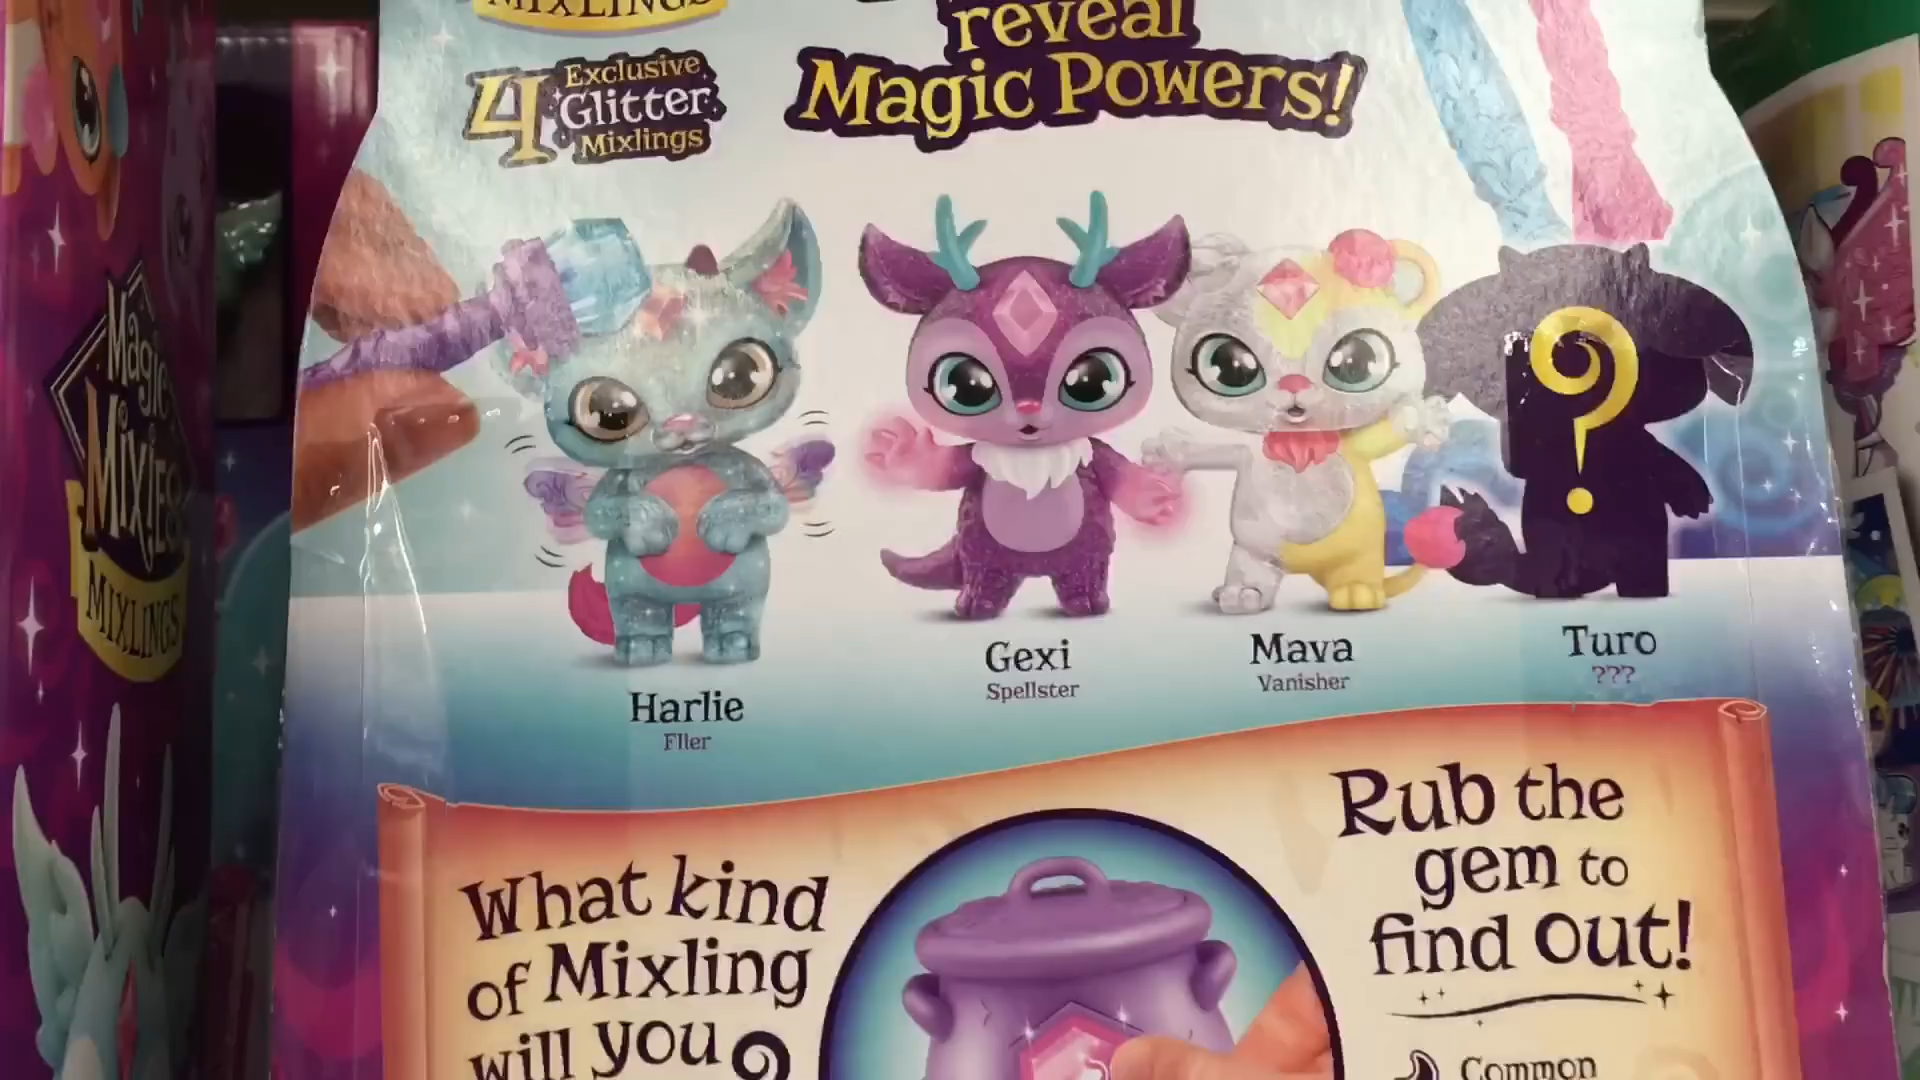 MIXLINGS
4 Exclusive
Glitter
Mixlings
reveal
Magic Powers!
Magic
Mixies
MIXLINGS
Harlie
Flier
Gexi
Spellster
Mava
Vanisher
Turo
???
?
What kind
of Mixling
will you
?
Rub the
gem to
find out!
Common